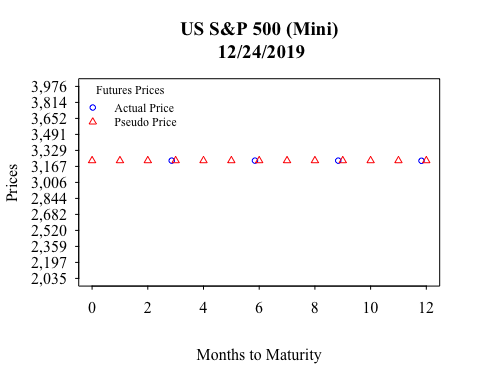 US S&P 500 (Mini)
12/24/2019
Futures Prices
Actual Price
Pseudo Price
Prices
3,976
3,814
3,652
3,491
3,329
3,167
3,006
2,844
2,682
2,520
2,359
2,197
2,035
0 2 4 6 8 10 12
Months to Maturity